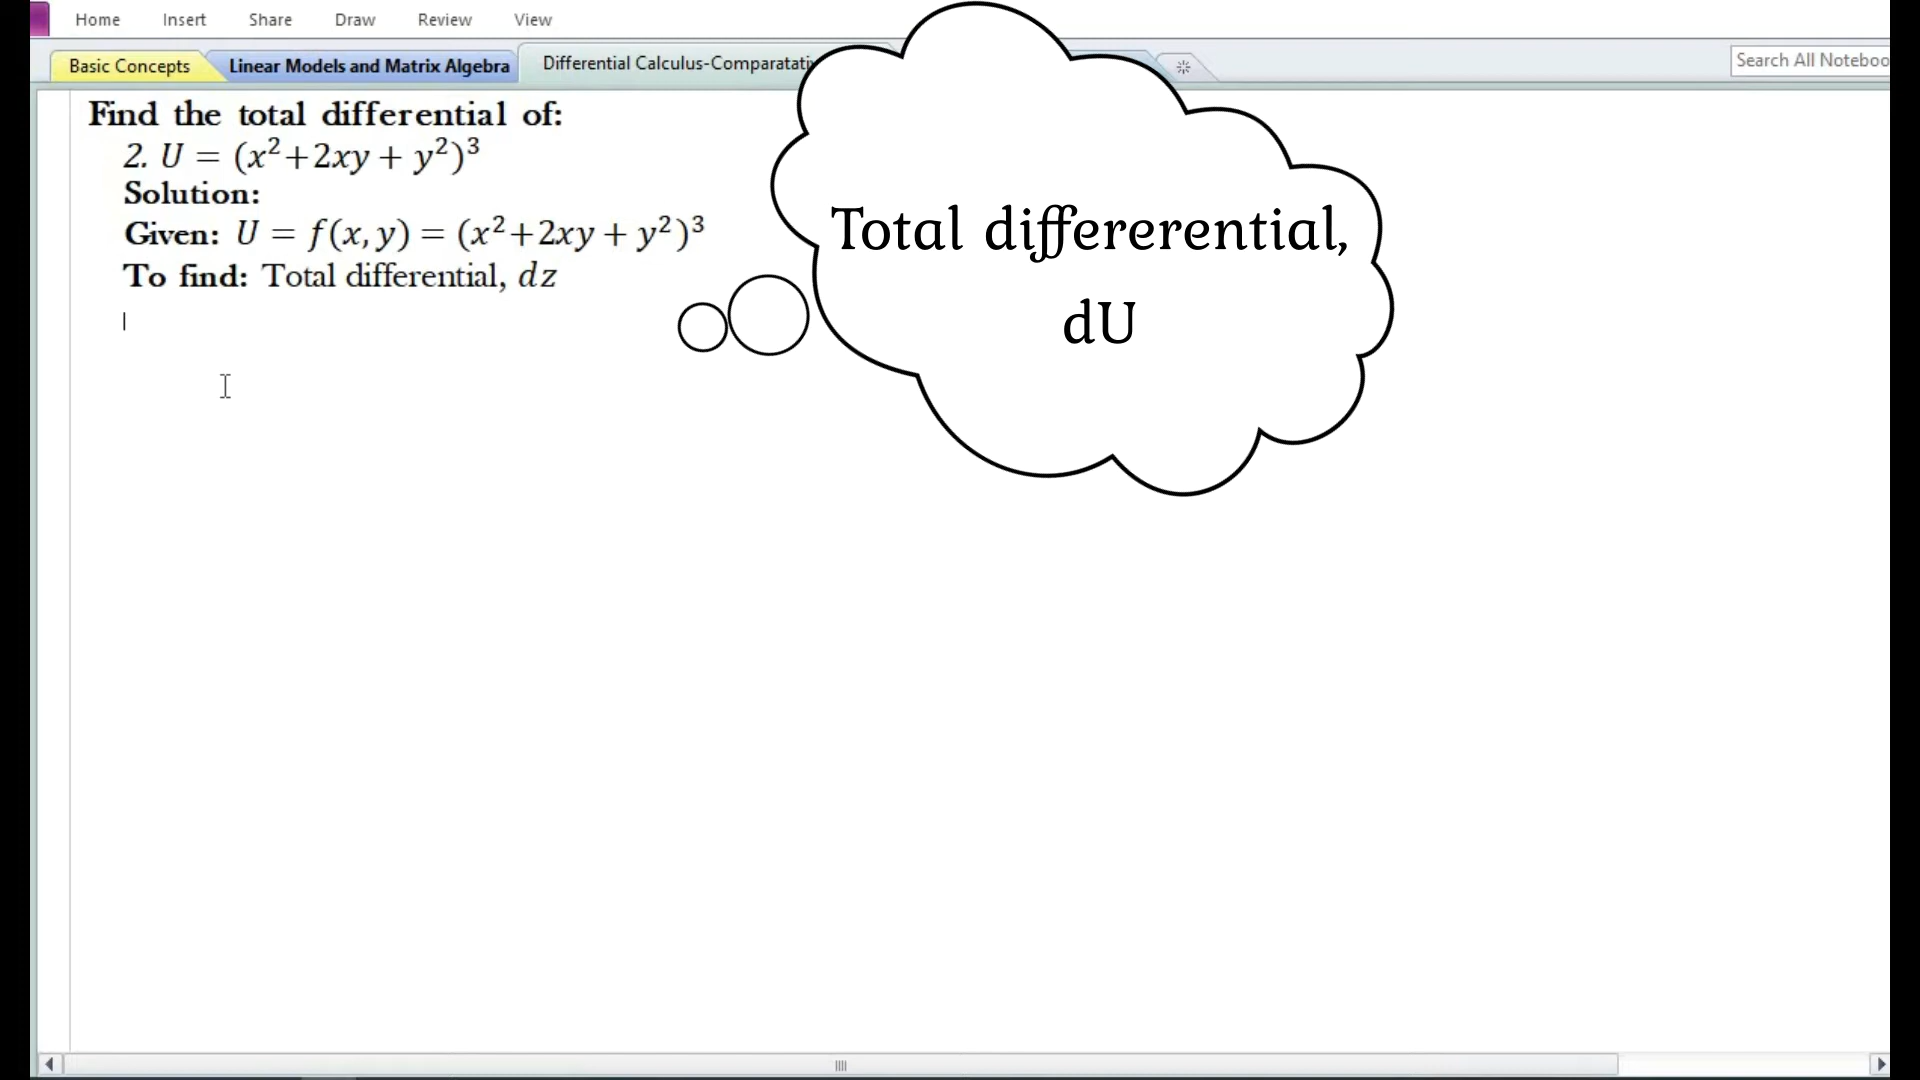 Home Insert Share Draw Review View
Basic Concepts Linear Models and Matrix Algebra Differential Calculus-Comparatati
Search All Noteboo
Find the total differential of:
2. U = (x²+2xy + y²)³
Solution:
Given: U = f(x, y) = (x²+2xy + y²)³
To find: Total differential, dz
Total differerential,
dU